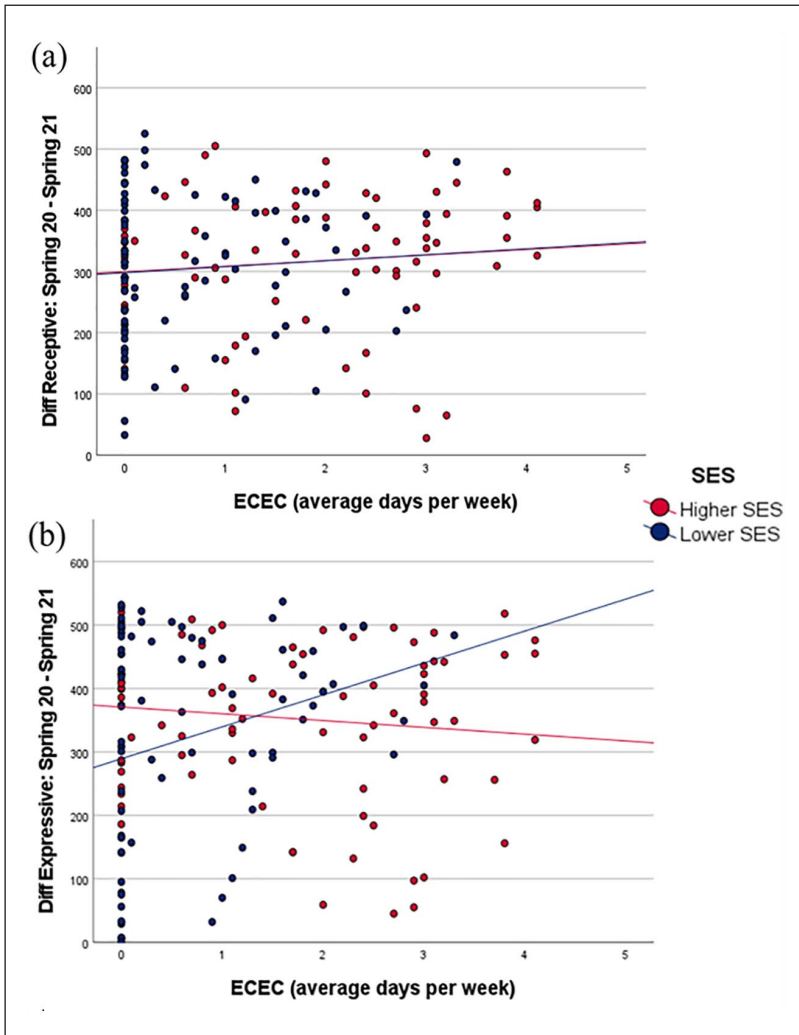 (a)
600
500
400
300
200
100
0
Diff Receptive: Spring 20 - Spring 21
0 1 2 3 4 5
ECEC (average days per week)
SES
Higher SES
Lower SES
(b)
600
500
400
300
200
100
0
Diff Expressive: Spring 20 - Spring 21
0 1 2 3 4 5
ECEC (average days per week)